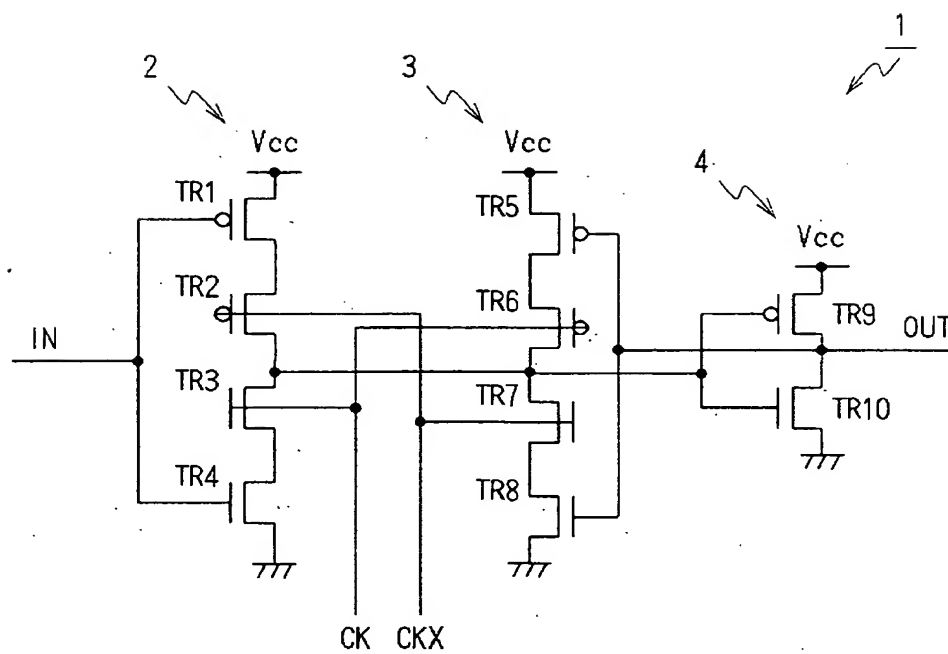 1
2
3
4
Vcc
Vcc
Vcc
TR1
TR2
TR3
TR4
TR5
TR6
TR7
TR8
TR9
TR10
IN
OUT
CK
CKX